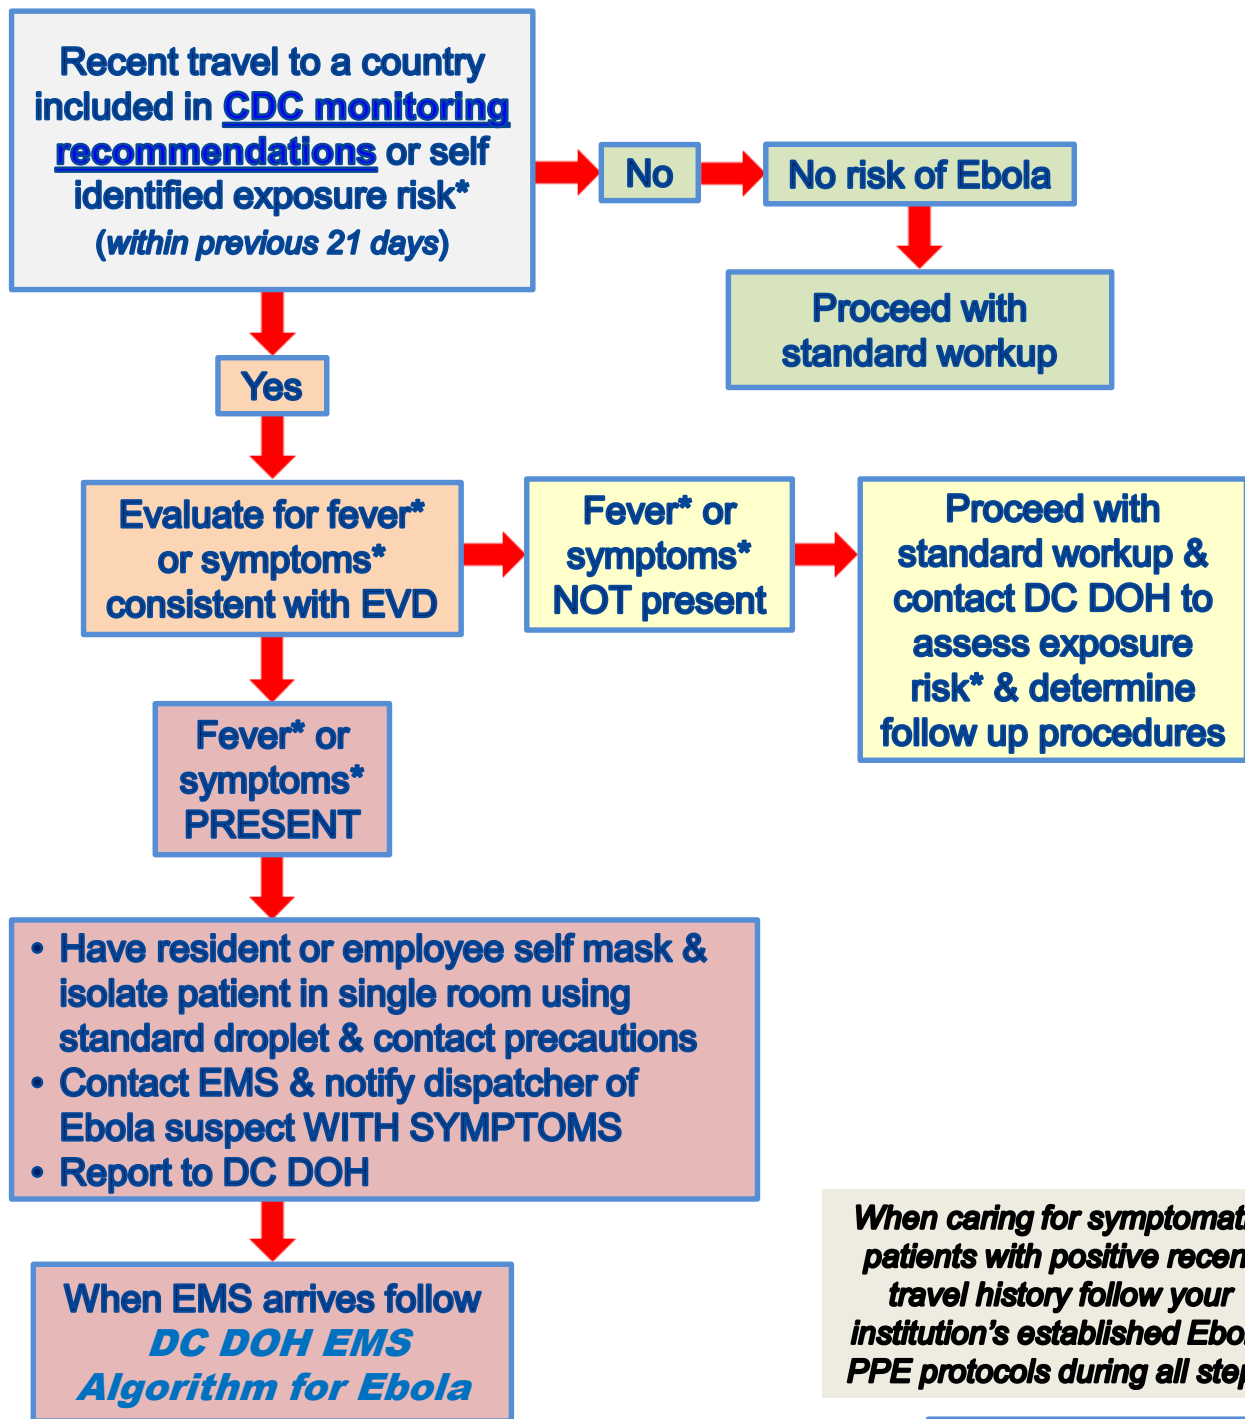 Recent travel to a country
included in CDC monitoring
recommendations or self
identified exposure risk*
(within previous 21 days)
No
No risk of Ebola
Proceed with
standard workup
Yes
Evaluate for fever*
or symptoms*
consistent with EVD
Fever* or
symptoms*
NOT present
Proceed with
standard workup &
contact DC DOH to
assess exposure
risk* & determine
follow up procedures
Fever* or
symptoms*
PRESENT
• Have resident or employee self mask &
isolate patient in single room using
standard droplet & contact precautions
• Contact EMS & notify dispatcher of
Ebola suspect WITH SYMPTOMS
• Report to DC DOH
When EMS arrives follow
DC DOH EMS
Algorithm for Ebola
When caring for
patients with positive
travel history follow your
institution's established
PPE protocols during all